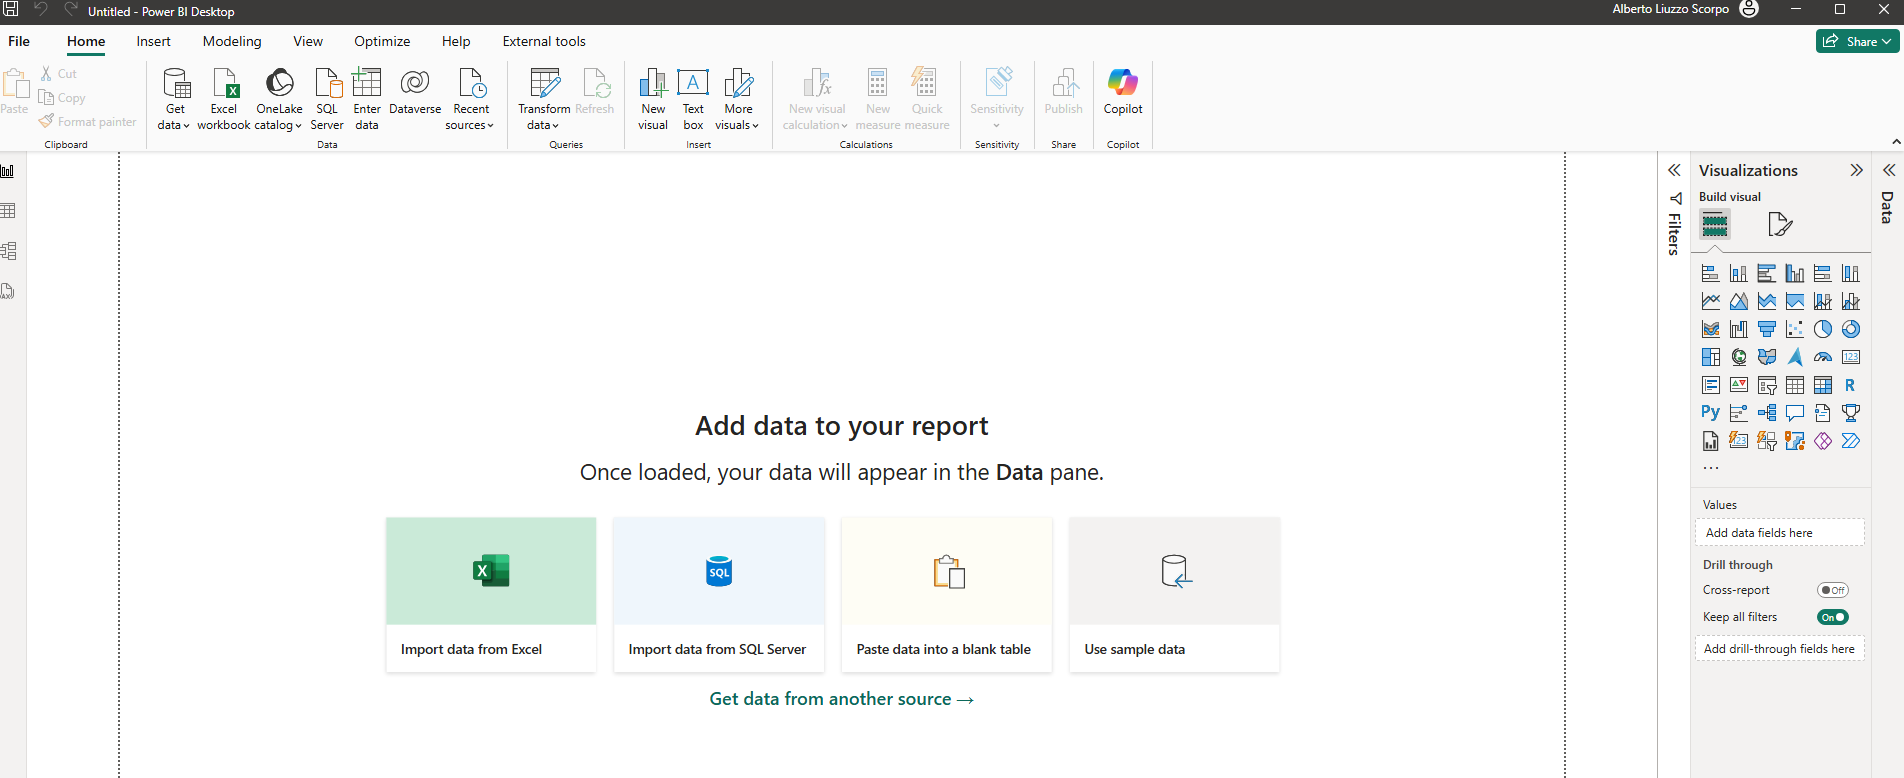 Untitled - Power BI Desktop
Alberto Liuzzo Scorpo
File Home Insert Modeling View Optimize Help External tools
Share
Paste
Cut
Copy
Format painter
Clipboard
Get data
Excel workbook
OneLake catalog
SQL Server
Enter data
Dataverse
Recent sources
Data
Transform data
Refresh
Queries
New visual
A
Text box
More visuals
Insert
New visual calculation
New measure
Quick measure
Calculations
Sensitivity
Sensitivity
Publish
Share
Copilot
Copilot
Filters
Visualizations
Build visual
123
R
Py
123
Values
Add data fields here
Drill through
Cross-report
Off
Keep all filters
On
Add drill-through fields here
Data
Add data to your report
Once loaded, your data will appear in the Data pane.
X
SQL
Import data from Excel
Import data from SQL Server
Paste data into a blank table
Use sample data
Get data from another source →